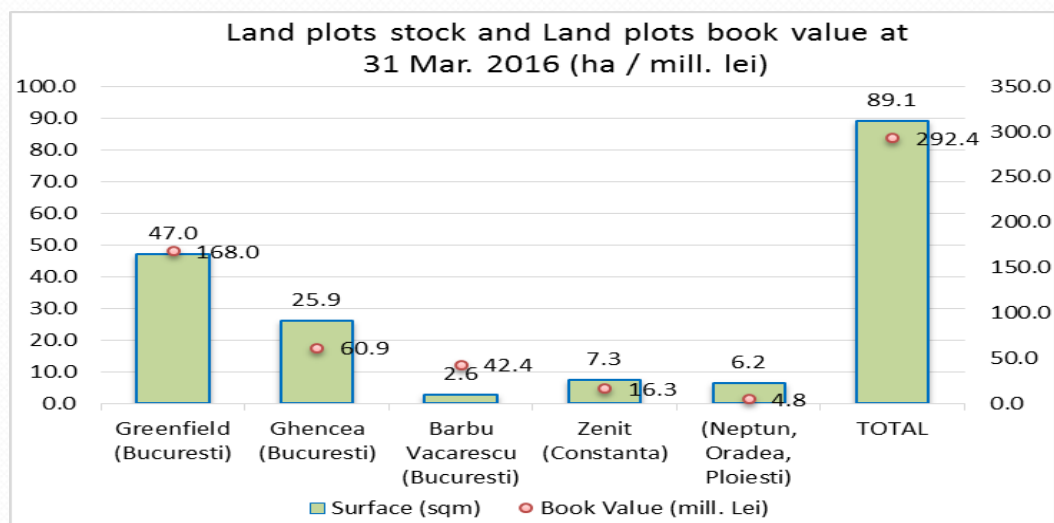 Land plots stock and Land plots book value at
31 Mar. 2016 (ha / mill. lei)
100.0
90.0
80.0
70.0
60.0
50.0
40.0
30.0
20.0
10.0
0.0
350.0
300.0
250.0
200.0
150.0
100.0
50.0
0.0
47.0
168.0
25.9
60.9
2.6
42.4
7.3
16.3
6.2
4.8
89.1
292.4
Greenfield
(Bucuresti)
Ghencea
(Bucuresti)
Barbu
Vacarescu
(Bucuresti)
Zenit
(Constanta)
(Neptun,
Oradea,
Ploiesti)
TOTAL
Surface (sqm)
Book Value (mill. Lei)